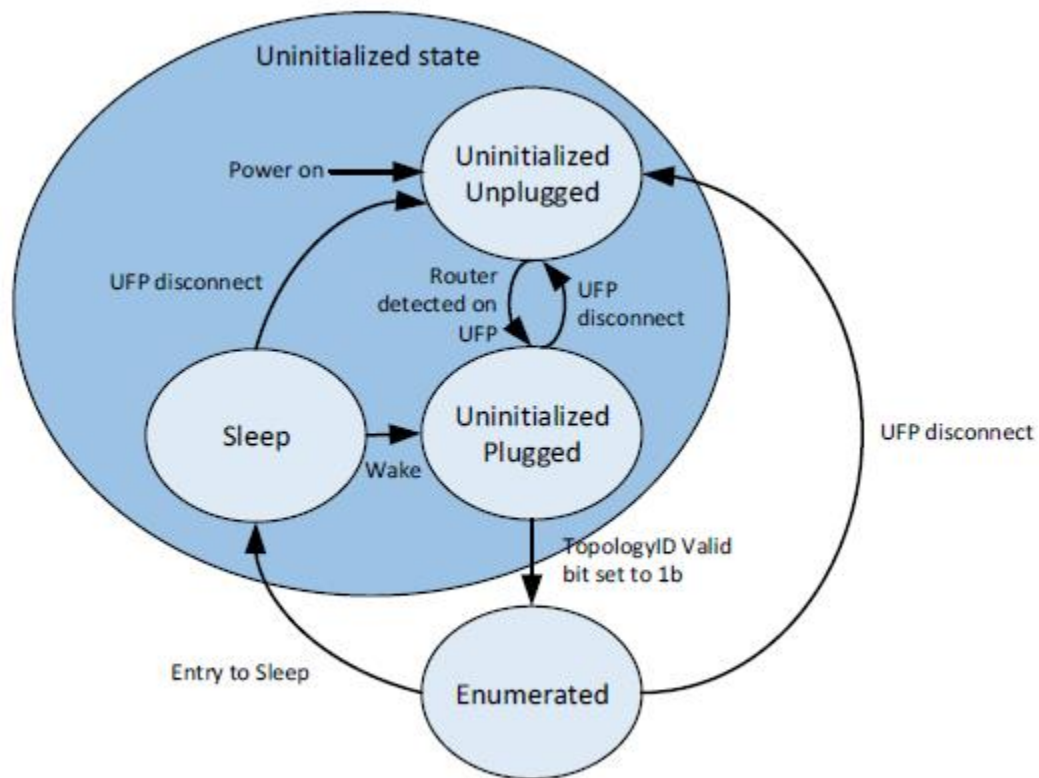 Uninitialized state
Uninitialized
Unplugged
Power on
UFP disconnect
Router
detected on
UFP
UFP
disconnect
Sleep
Wake
Uninitialized
Plugged
UFP disconnect
TopologyID Valid
bit set to 1b
Entry to Sleep
Enumerated